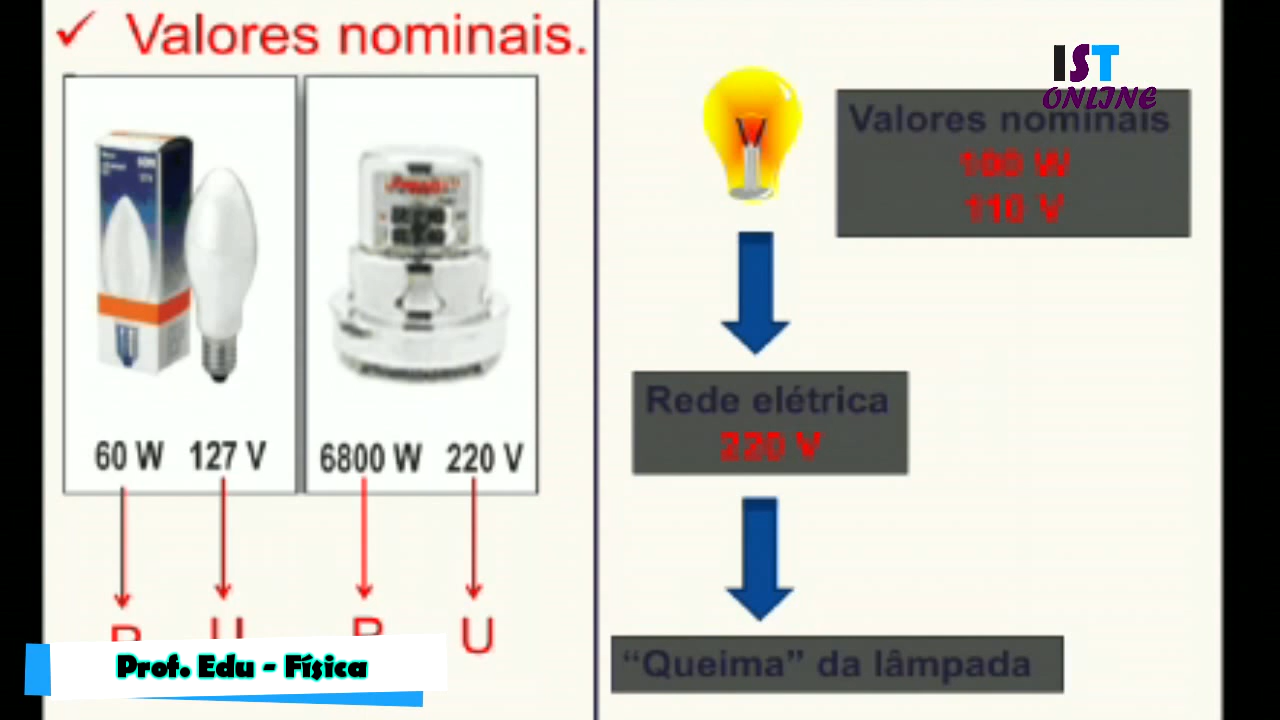 ✓ Valores nominais.
60 W 127 V
6800 W 220 V
P U
P U
IST
ONLINE
Valores nominais
100 W
110 V
Rede elétrica
220 V
“Queima” da lâmpada
Prof. Edu - Física